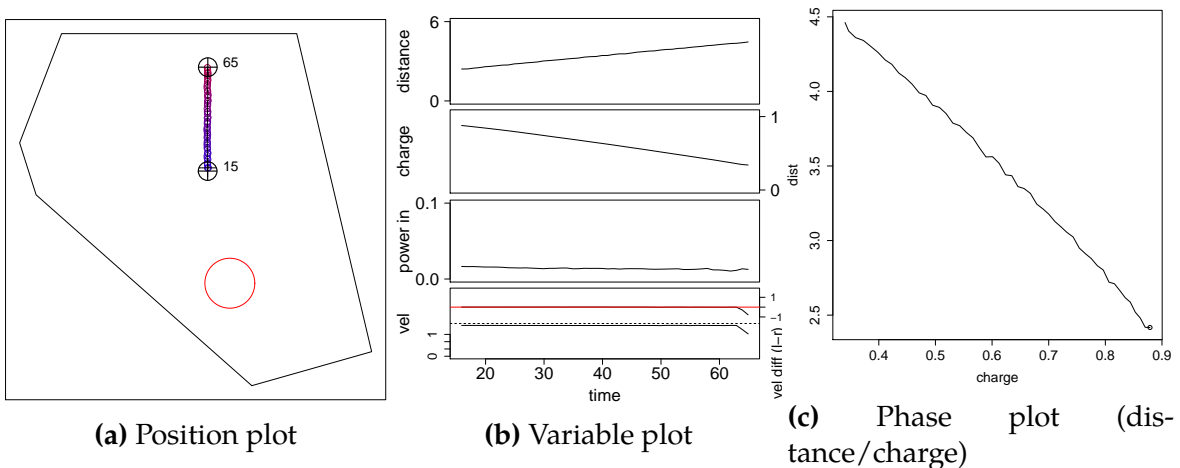 65
15
(a) Position plot
6
0
distance
charge
1
0
dist
0.1
0.0
power in
vel
1
0
1
−1
vel diff (l−r)
20 30 40 50 60
time
(b) Variable plot
4.5
4.0
3.5
3.0
2.5
0.4 0.5 0.6 0.7 0.8 0.9
charge
(c) Phase plot (dis-
tance/charge)